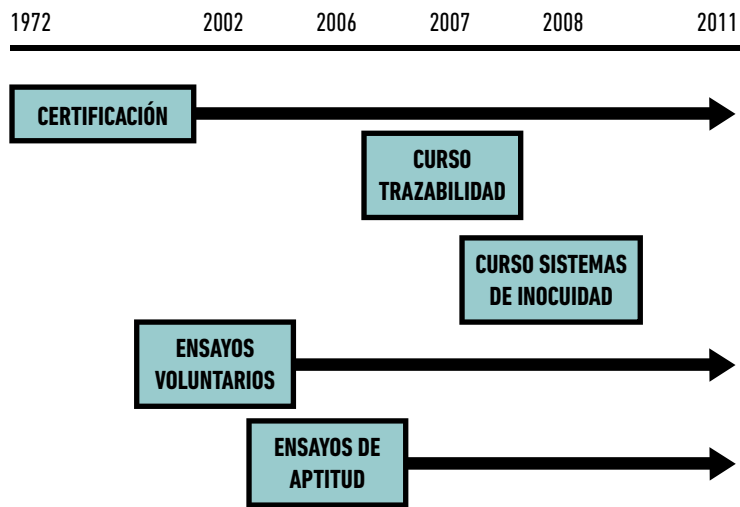 1972 2002 2006 2007 2008 2011
CERTIFICACIÓN
CURSO
TRAZABILIDAD
CURSO SISTEMAS
DE INOCUIDAD
ENSAYOS
VOLUNTARIOS
ENSAYOS DE
APTITUD